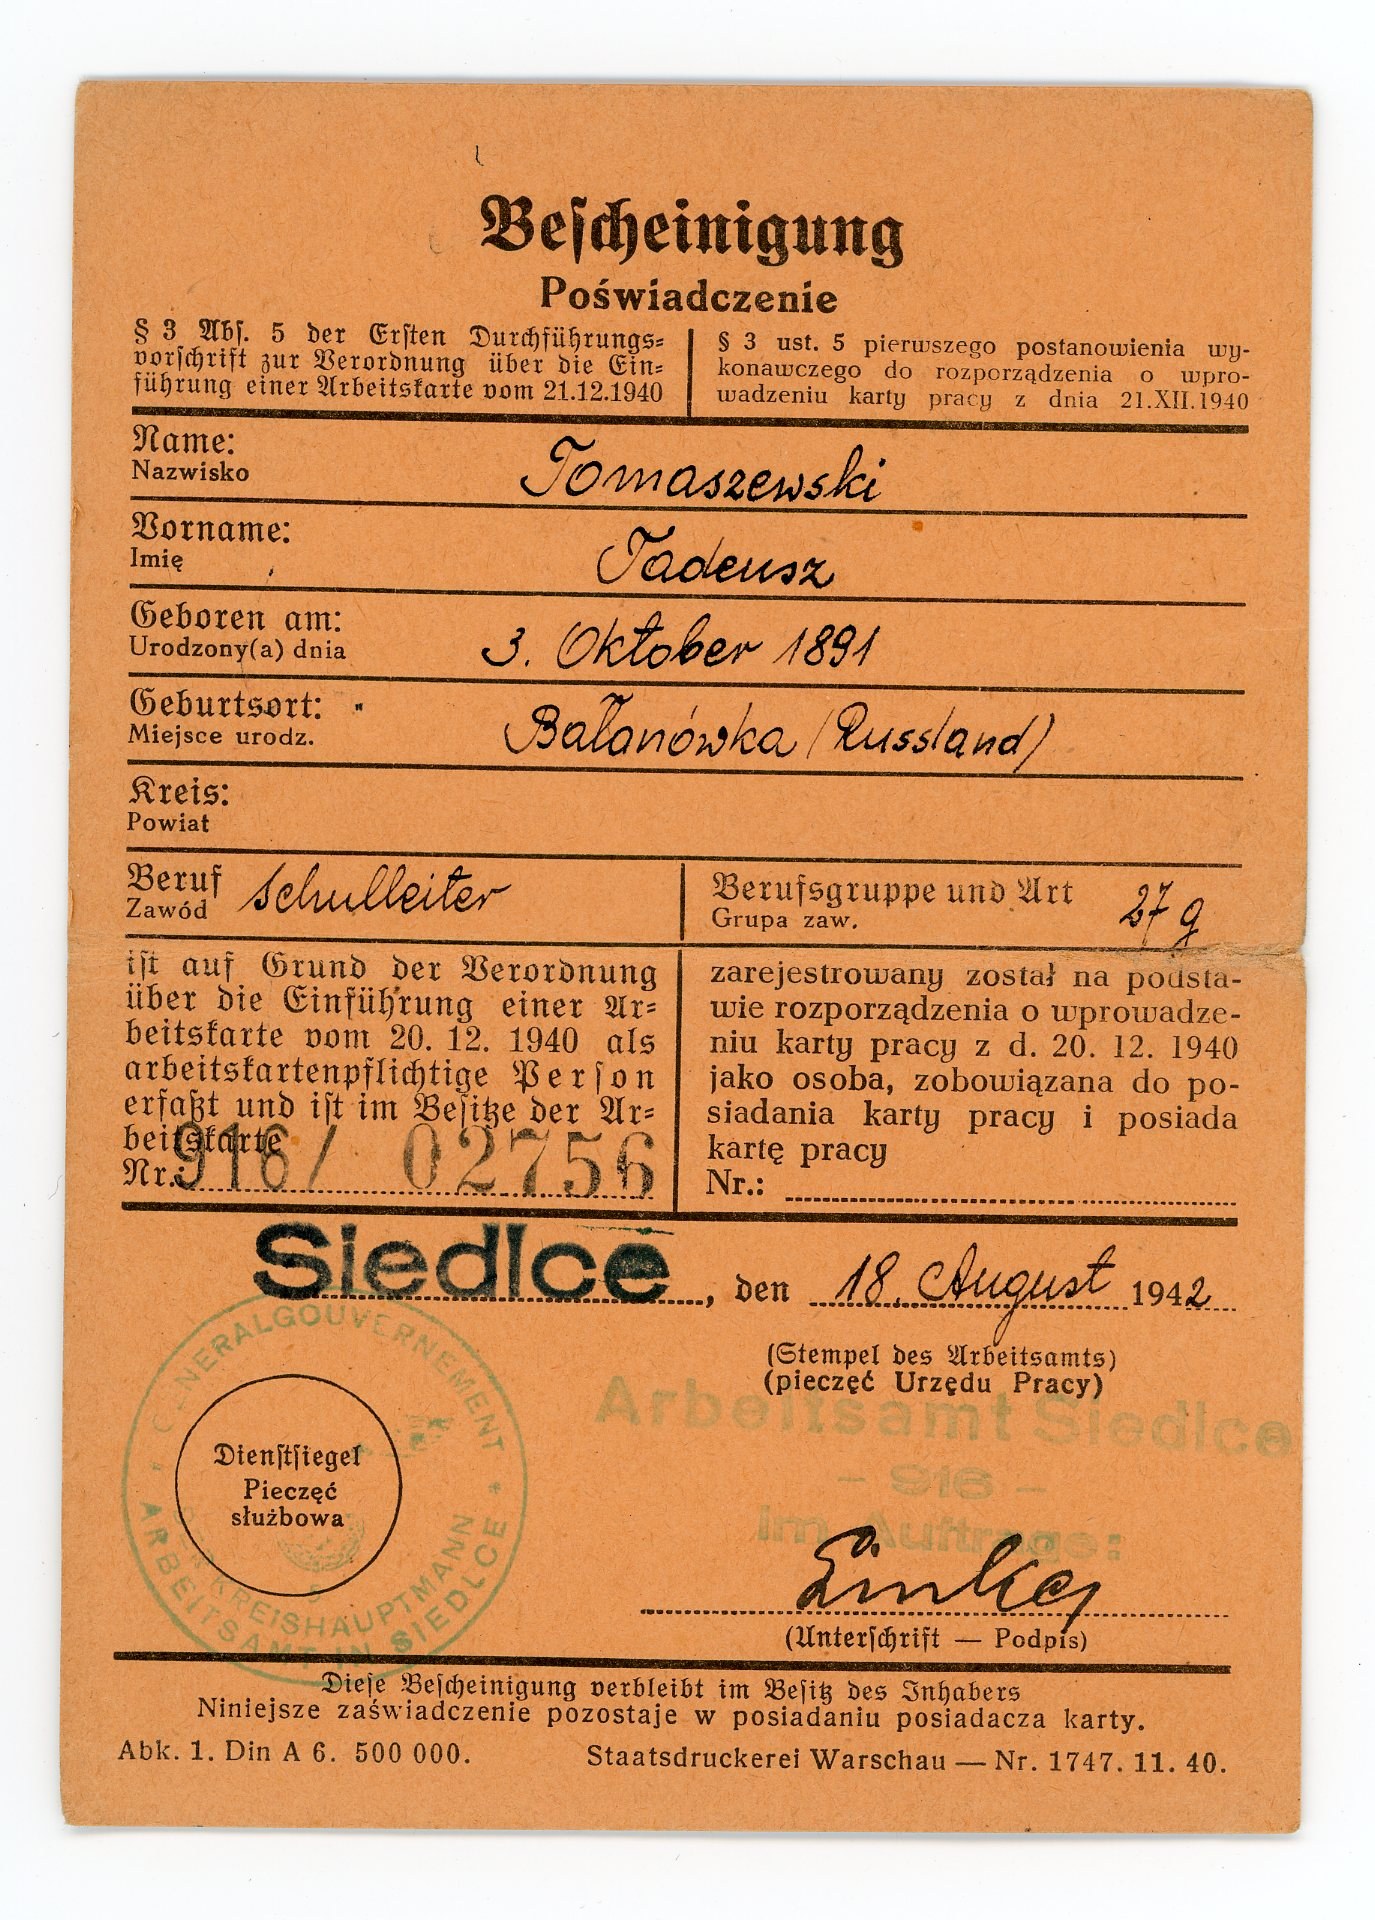 Bescheinigung
Poświadczenie
§ 3 Abs. 5 der Ersten Durchführungs-
vorschrift zur Verordnung über die Ein-
führung einer Arbeitskarte vom 21.12.1940
§ 3 ust. 5 pierwszego postanowienia wy-
konawczego do rozporządzenia o wpro-
wadzeniu karty pracy z dnia 21.XII.1940
Name:
Nazwisko
Tomaszewski
Vorname:
Imię
Tadeusz
Geboren am:
Urodzony(a) dnia
3. Oktober 1891
Geburtsort:
Miejsce urodz.
Bałanówka (Russland)
Kreis:
Powiat
Beruf
Zawód
Schulleiter
Berufsgruppe und Art
Grupa zaw.
27 g
ist auf Grund der Verordnung
über die Einführung einer Ar-
beitskarte vom 20. 12. 1940 als
arbeitskartenpflichtige Person
erfaßt und ist im Besitze der Ar-
beitskarte
Nr.: 916/ 02756
zarejestrowany został na podsta-
wie rozporządzenia o wprowadze-
niu karty pracy z d. 20. 12. 1940
jako osoba, zobowiązana do po-
siadania karty pracy i posiada
kartę pracy
Nr.:
Siedlce, den 18. August 1942
(Stempel des Arbeitsamts)
(pieczęć Urzędu Pracy)
Arbeitsamt Siedlce
- 916 -
im Auftrage:
GENERALGOUVERNEMENT
DER KREISHAUPTMANN
ARBEITSAMT IN SIEDLCE
Dienstsiegel
Pieczęć
służbowa
(Unterschrift — Podpis)
Diese Bescheinigung verbleibt im Besitz des Inhabers
Niniejsze zaświadczenie pozostaje w posiadaniu posiadacza karty.
Abk. 1. Din A 6. 500 000.
Staatsdruckerei Warschau — Nr. 1747. 11. 40.